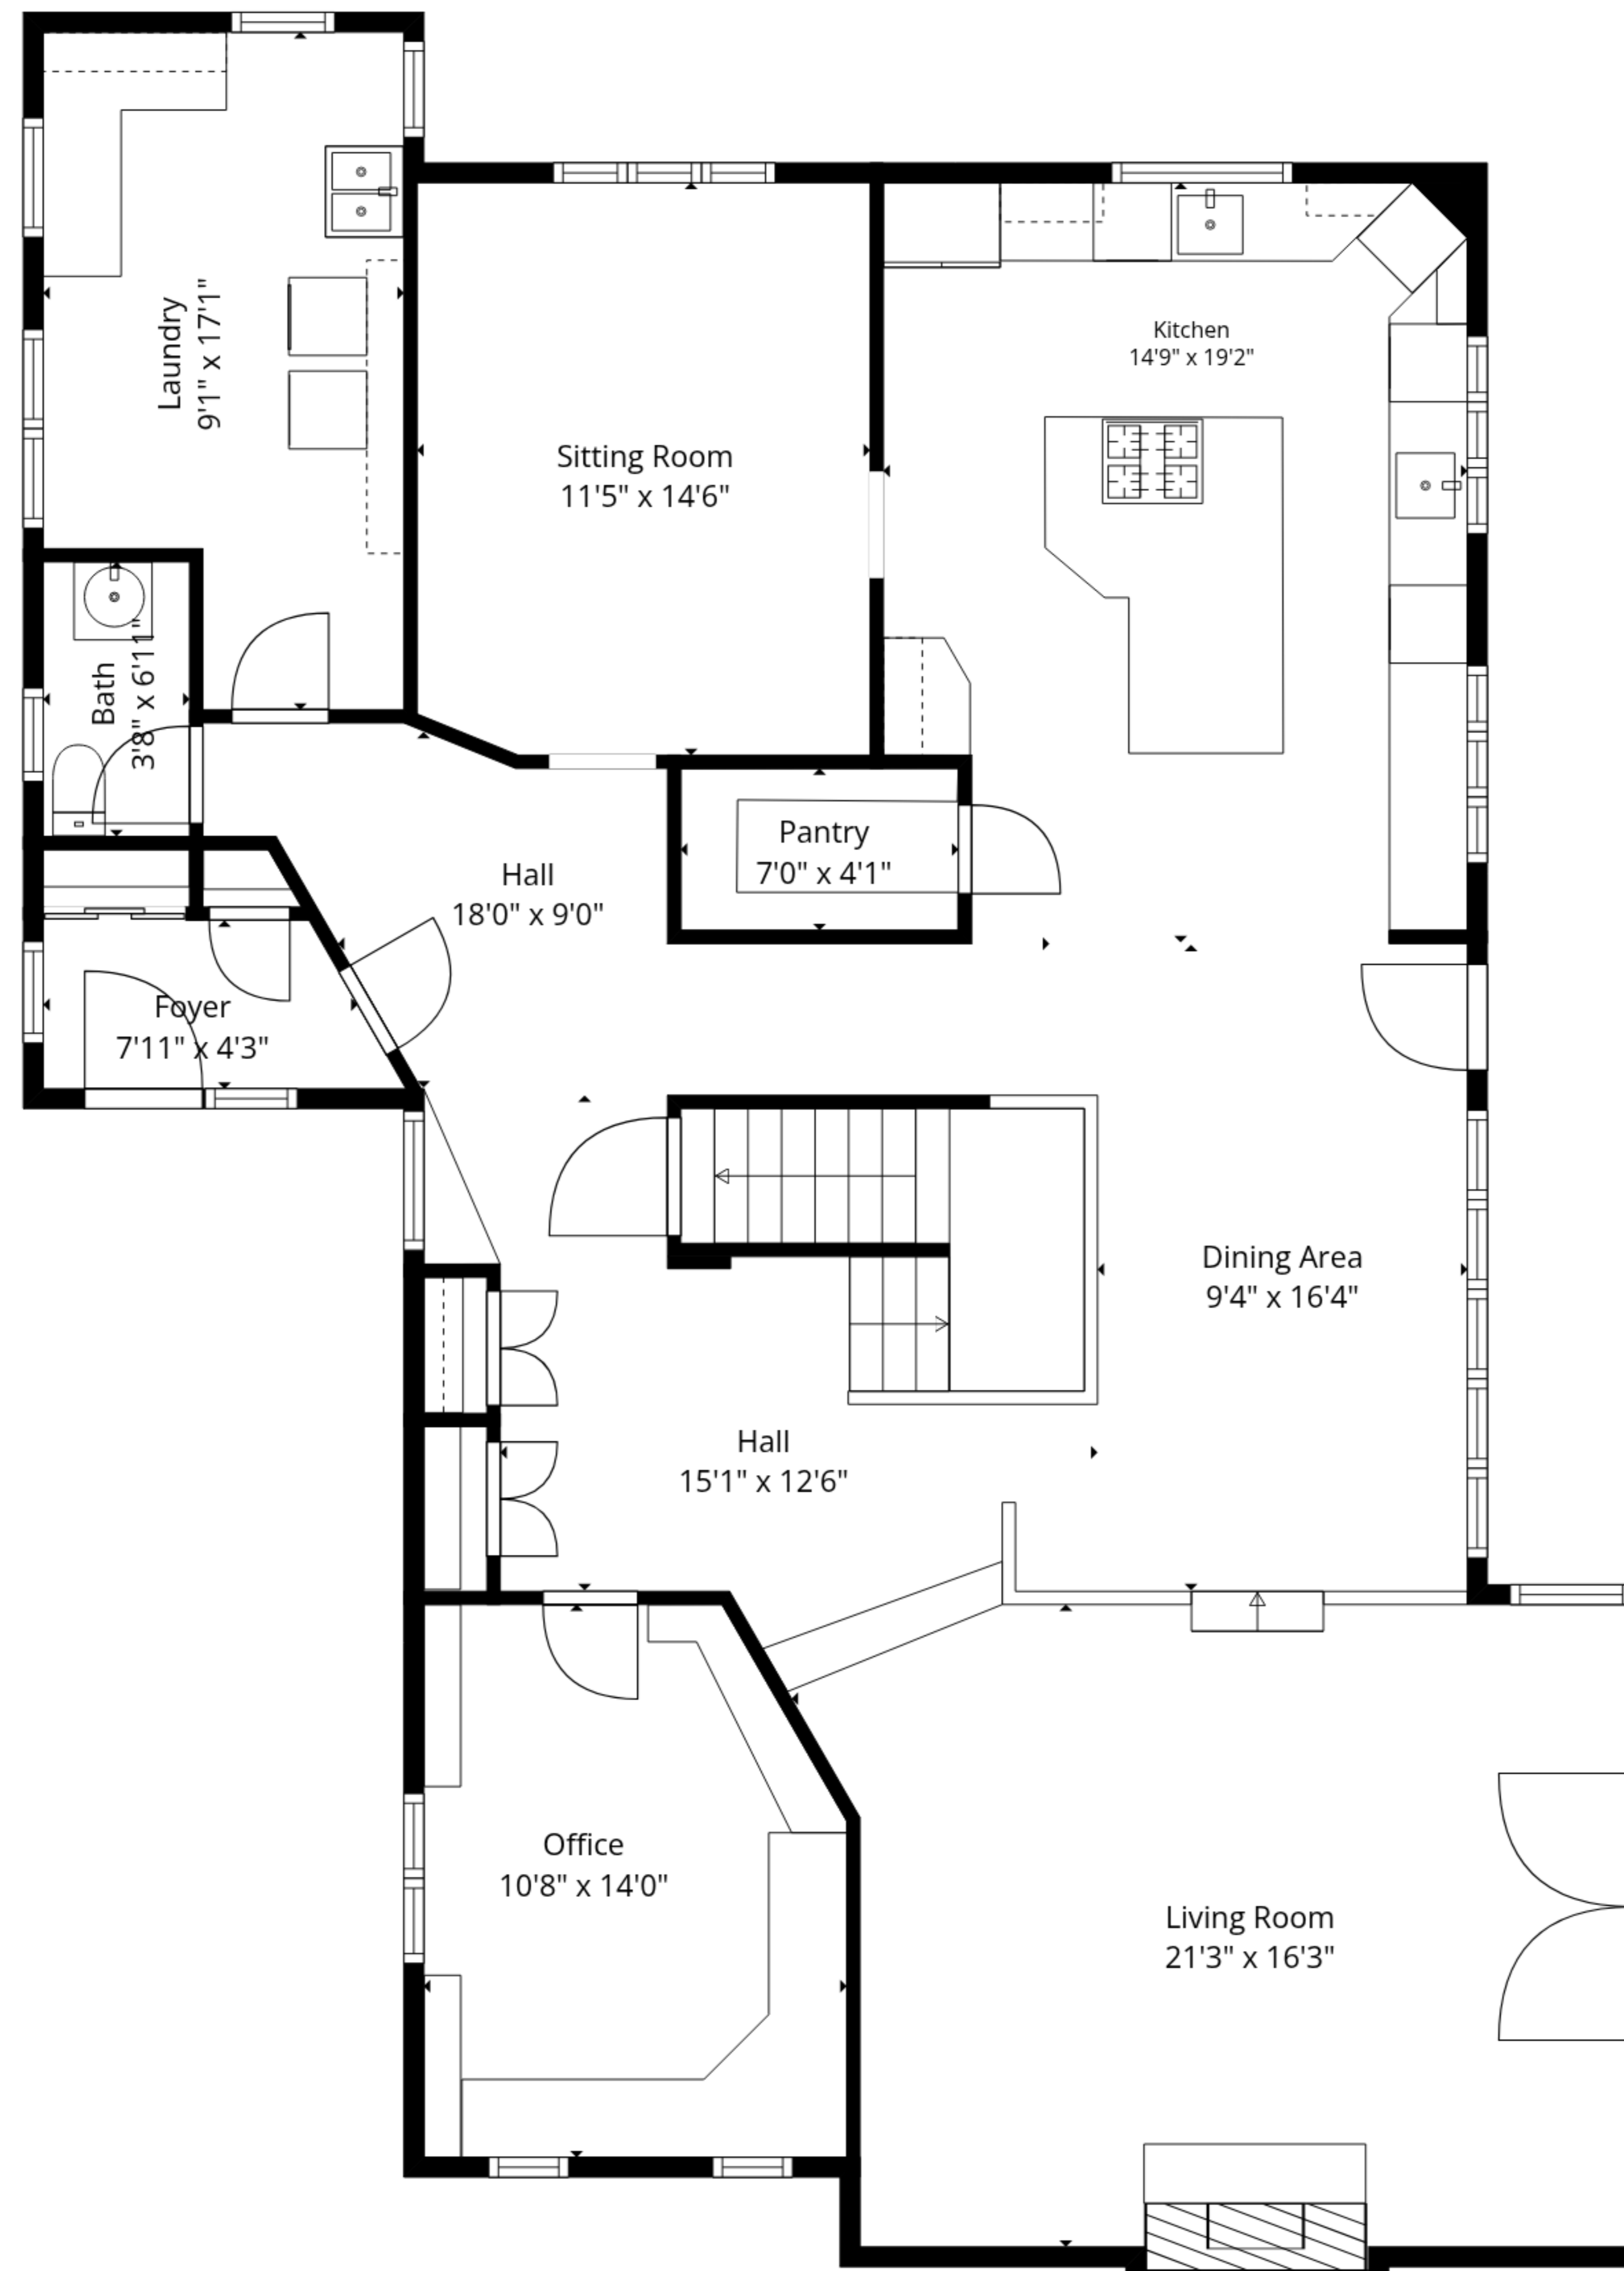 Laundry
9'1" x 17'1"
Kitchen
14'9" x 19'2"
Sitting Room
11'5" x 14'6"
Bath
3'8" x 6'11"
Pantry
7'0" x 4'1"
Hall
18'0" x 9'0"
Foyer
7'11" x 4'3"
Dining Area
9'4" x 16'4"
Hall
15'1" x 12'6"
Office
10'8" x 14'0"
Living Room
21'3" x 16'3"